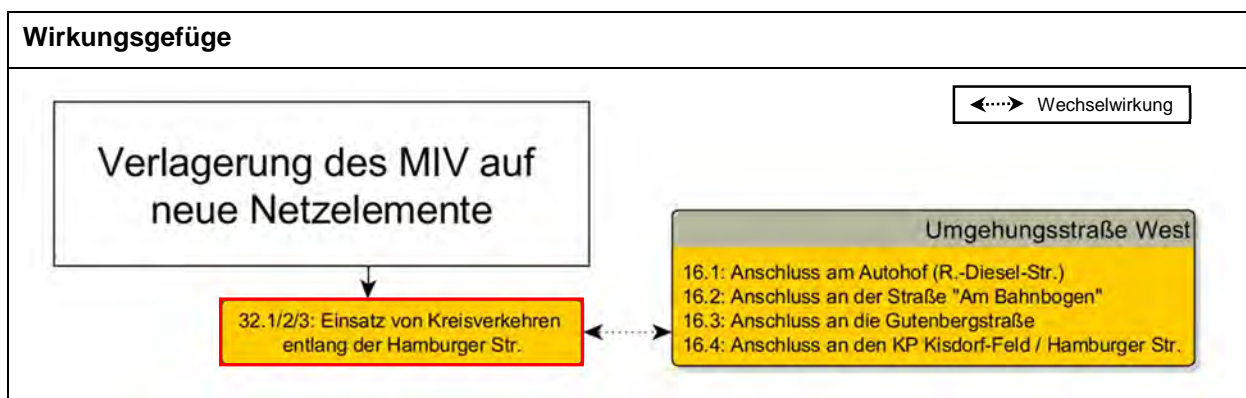 Wirkungsgefüge
Wechselwirkung
Verlagerung des MIV auf
neue Netzelemente
Umgehungsstraße West
16.1: Anschluss am Autohof (R.-Diesel-Str.)
16.2: Anschluss an der Straße "Am Bahnbogen"
16.3: Anschluss an die Gutenbergstraße
16.4: Anschluss an den KP Kisdorf-Feld / Hamburger Str.
32.1/2/3: Einsatz von Kreisverkehren
entlang der Hamburger Str.